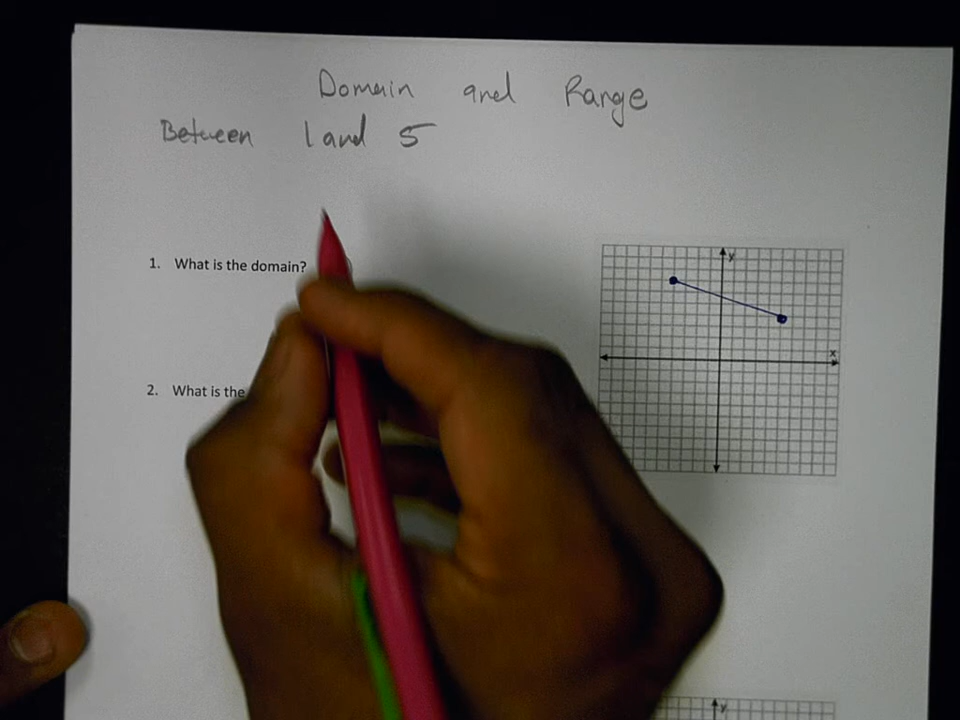 Domain and Range
Between 1 and 5
1. What is the domain?
y
x
2. What is the
y